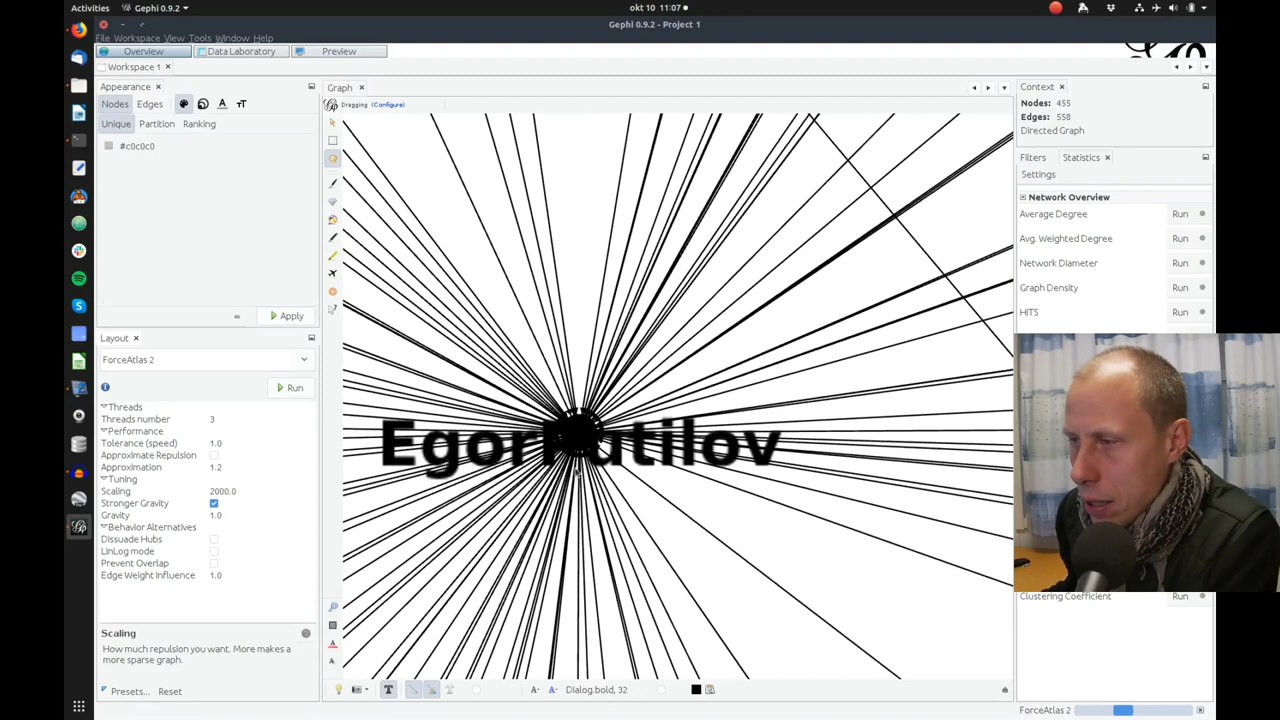 Activities
Gephi 0.9.2
okt 10 11:07
Gephi 0.9.2 - Project 1
File Workspace View Tools Window Help
Overview
Data Laboratory
Preview
Workspace 1
Appearance
Nodes Edges
Unique Partition Ranking
#c0c0c0
Apply
Layout
ForceAtlas 2
Run
Threads
Threads number 3
Performance
Tolerance (speed) 1.0
Approximate Repulsion
Approximation 1.2
Tuning
Scaling 2000.0
Stronger Gravity
Gravity 1.0
Behavior Alternatives
Dissuade Hubs
LinLog mode
Prevent Overlap
Edge Weight Influence 1.0
Scaling
How much repulsion you want. More makes a
more sparse graph.
Presets... Reset
Graph
Dragging (Configure)
Dialog.bold, 32
Context
Nodes: 455
Edges: 558
Directed Graph
Filters Statistics
Settings
Network Overview
Average Degree Run
Avg. Weighted Degree Run
Network Diameter Run
Graph Density Run
HITS Run
Clustering Coefficient Run
ForceAtlas 2